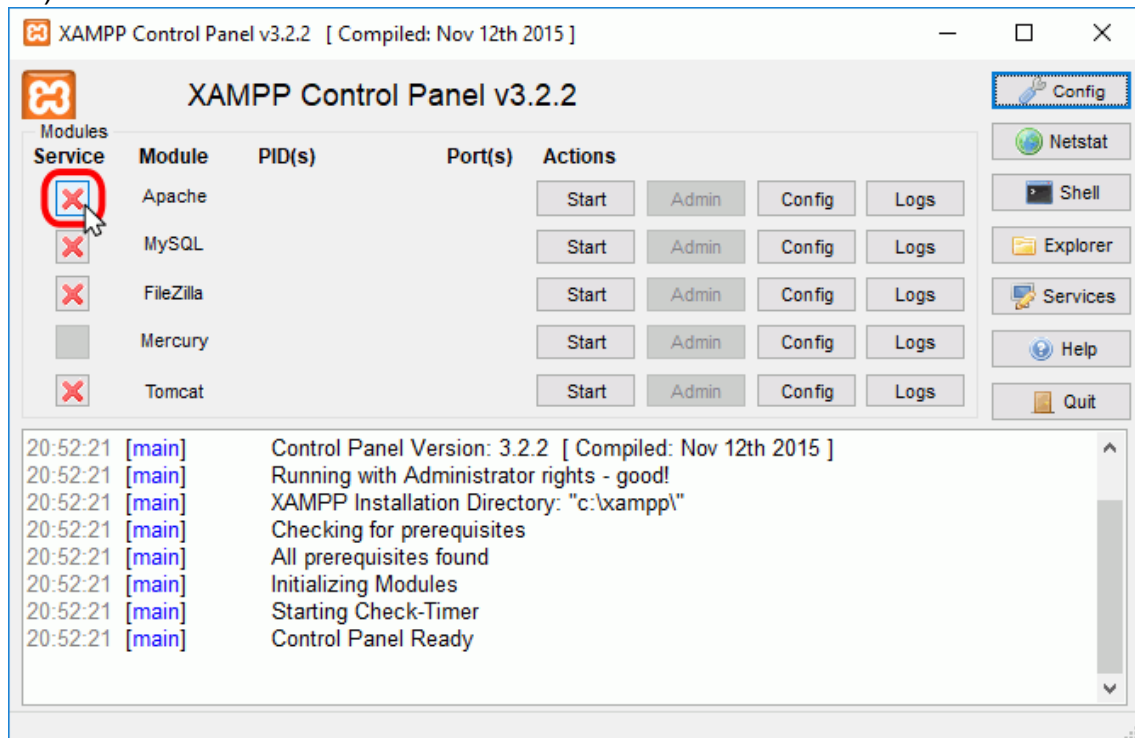 XAMPP Control Panel v3.2.2 [ Compiled: Nov 12th 2015 ]
XAMPP Control Panel v3.2.2
Config
Modules
Netstat
Service Module PID(s) Port(s) Actions
Apache Start Admin Config Logs
Shell
MySQL Start Admin Config Logs
Explorer
FileZilla Start Admin Config Logs
Services
Mercury Start Admin Config Logs
Help
Tomcat Start Admin Config Logs
Quit
20:52:21 [main] Control Panel Version: 3.2.2 [ Compiled: Nov 12th 2015 ]
20:52:21 [main] Running with Administrator rights - good!
20:52:21 [main] XAMPP Installation Directory: "c:\xampp\"
20:52:21 [main] Checking for prerequisites
20:52:21 [main] All prerequisites found
20:52:21 [main] Initializing Modules
20:52:21 [main] Starting Check-Timer
20:52:21 [main] Control Panel Ready